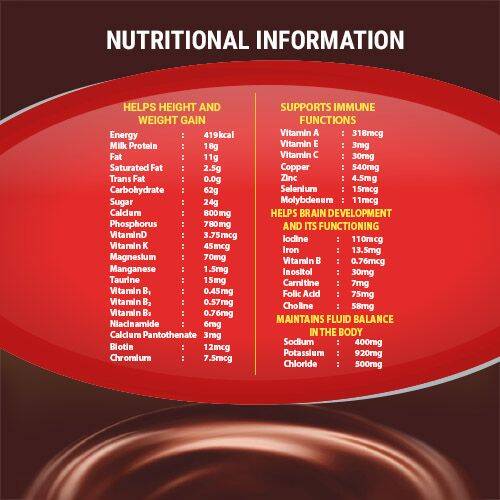 NUTRITIONAL INFORMATION
HELPS HEIGHT AND
WEIGHT GAIN
Energy : 419kcal
Milk Protein : 18g
Fat : 11g
Saturated Fat : 2.5g
Trans Fat : 0.0g
Carbohydrate : 62g
Sugar : 24g
Calcium : 800mg
Phosphorus : 780mg
VitaminD : 3.75mcg
Vitamin K : 45mcg
Magnesium : 70mg
Manganese : 1.5mg
Taurine : 15mg
Vitamin B₁ : 0.45mg
Vitamin B₂ : 0.57mg
Vitamin B₃ : 0.76mg
Niacinamide : 6mg
Calcium Pantothenate 3mg
Biotin : 12mcg
Chromium : 7.5mcg
SUPPORTS IMMUNE
FUNCTIONS
Vitamin A : 318mcg
Vitamin E : 3mg
Vitamin C : 30mg
Copper : 540mg
Zinc : 4.5mg
Selenium : 15mcg
Molybdenum : 11mcg
HELPS BRAIN DEVELOPMENT
AND ITS FUNCTIONING
Iodine : 110mcg
Iron : 13.5mg
Vitamin B : 0.76mcg
Inositol : 30mg
Carnitine : 7mg
Folic Acid : 75mg
Choline : 58mg
MAINTAINS FLUID BALANCE
IN THE BODY
Sodium : 400mg
Potassium : 920mg
Chloride : 500mg